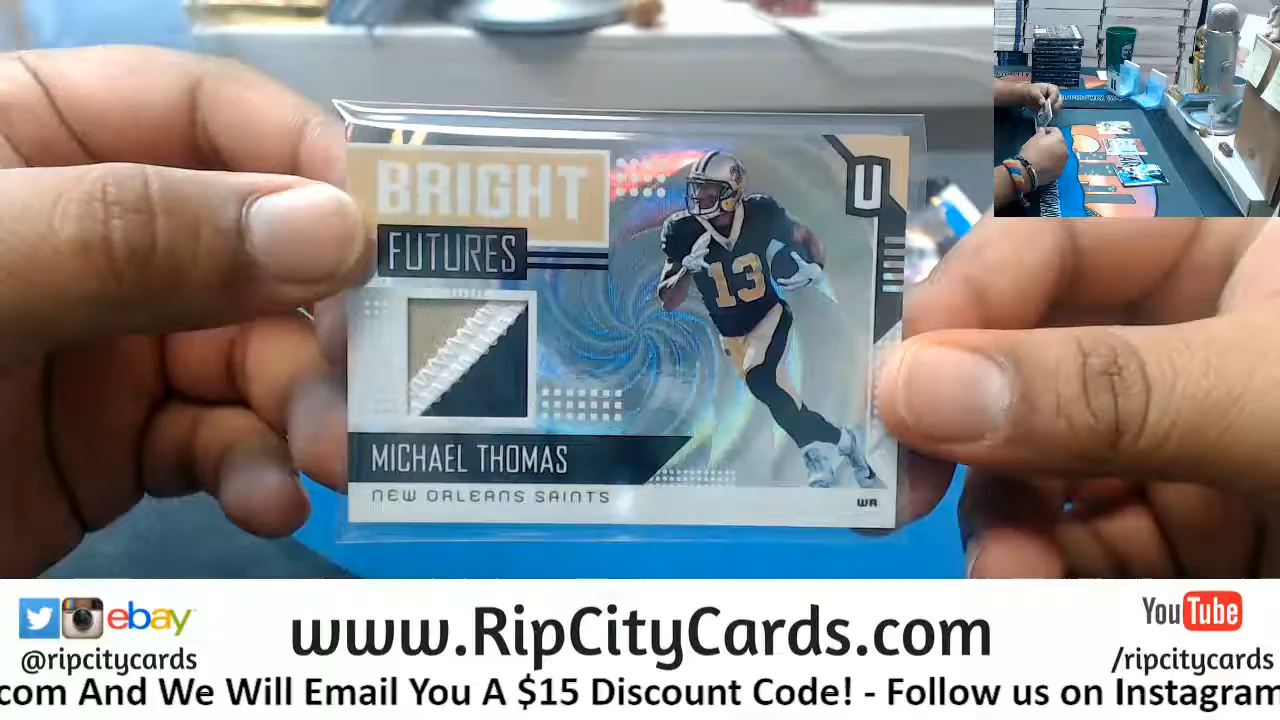 BRIGHT
FUTURES
U
13
MICHAEL THOMAS
NEW ORLEANS SAINTS
WR
ebay
@ripcitycards
www.RipCityCards.com
YouTube
/ripcitycards
.com And We Will Email You A $15 Discount Code! - Follow us on Instagram